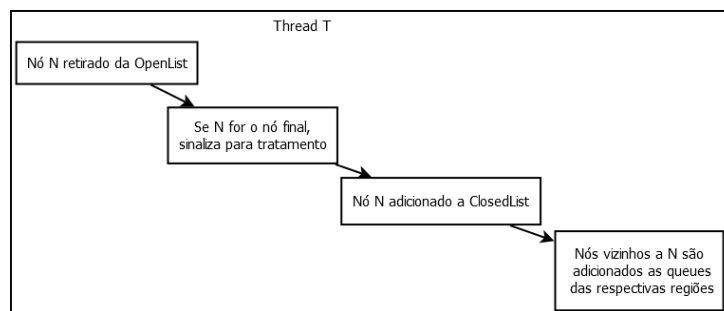 Thread T
Nó N retirado da OpenList
Se N for o nó final,
sinaliza para tratamento
Nó N adicionado a ClosedList
Nós vizinhos a N são
adicionados as queues
das respectivas regiões